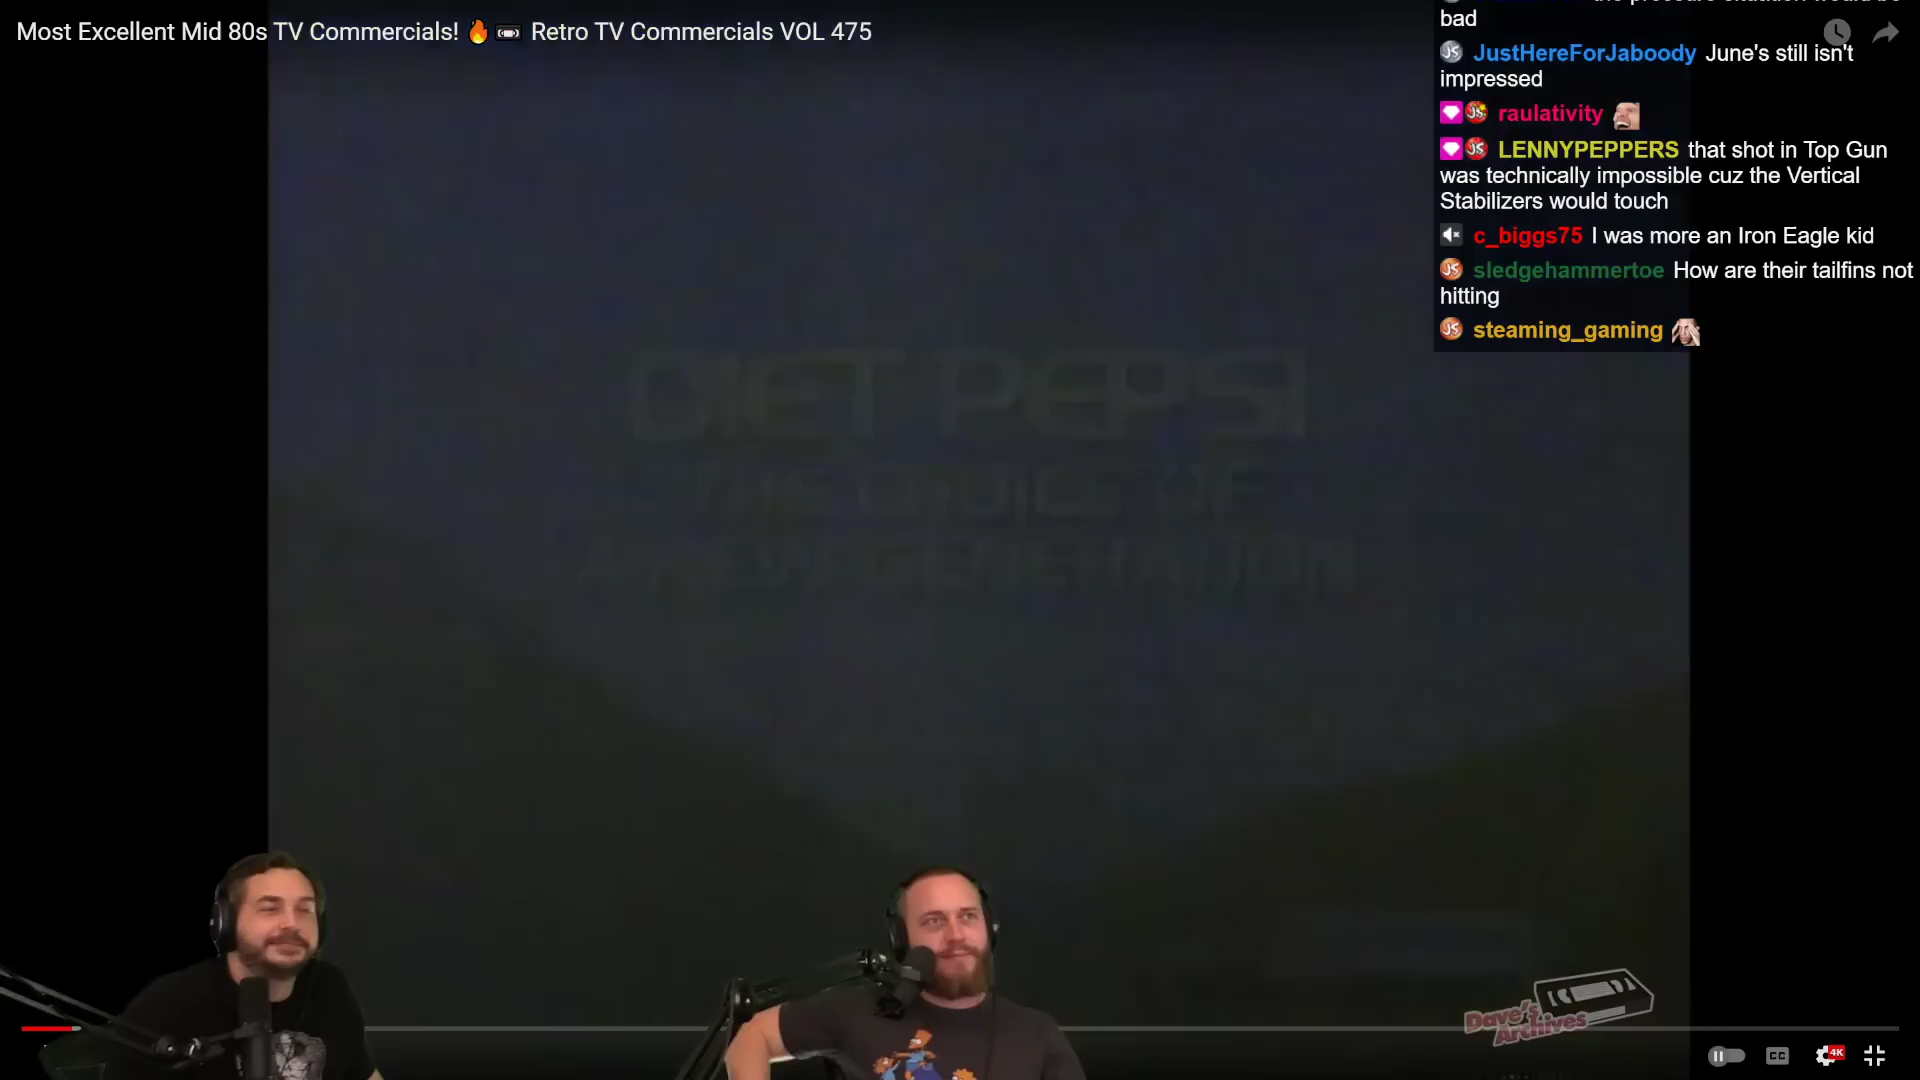 Most Excellent Mid 80s TV Commercials! 🔥📼 Retro TV Commercials VOL 475
bad
JustHereForJaboody June's still isn't
impressed
raulativity
LENNYPEPPERS that shot in Top Gun
was technically impossible cuz the Vertical
Stabilizers would touch
c_biggs75 I was more an Iron Eagle kid
sledgehammertoe How are their tailfins not
hitting
steaming_gaming
DIET PEPSI
THE CHOICE OF
A NEW GENERATION
Dave's
Archives
CC
4K